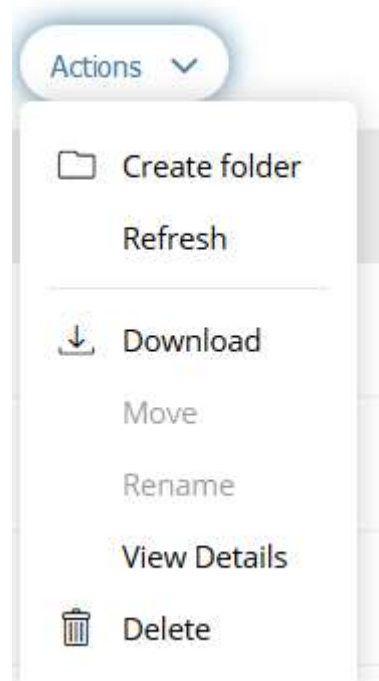 Actions
Create folder
Refresh
Download
Move
Rename
View Details
Delete